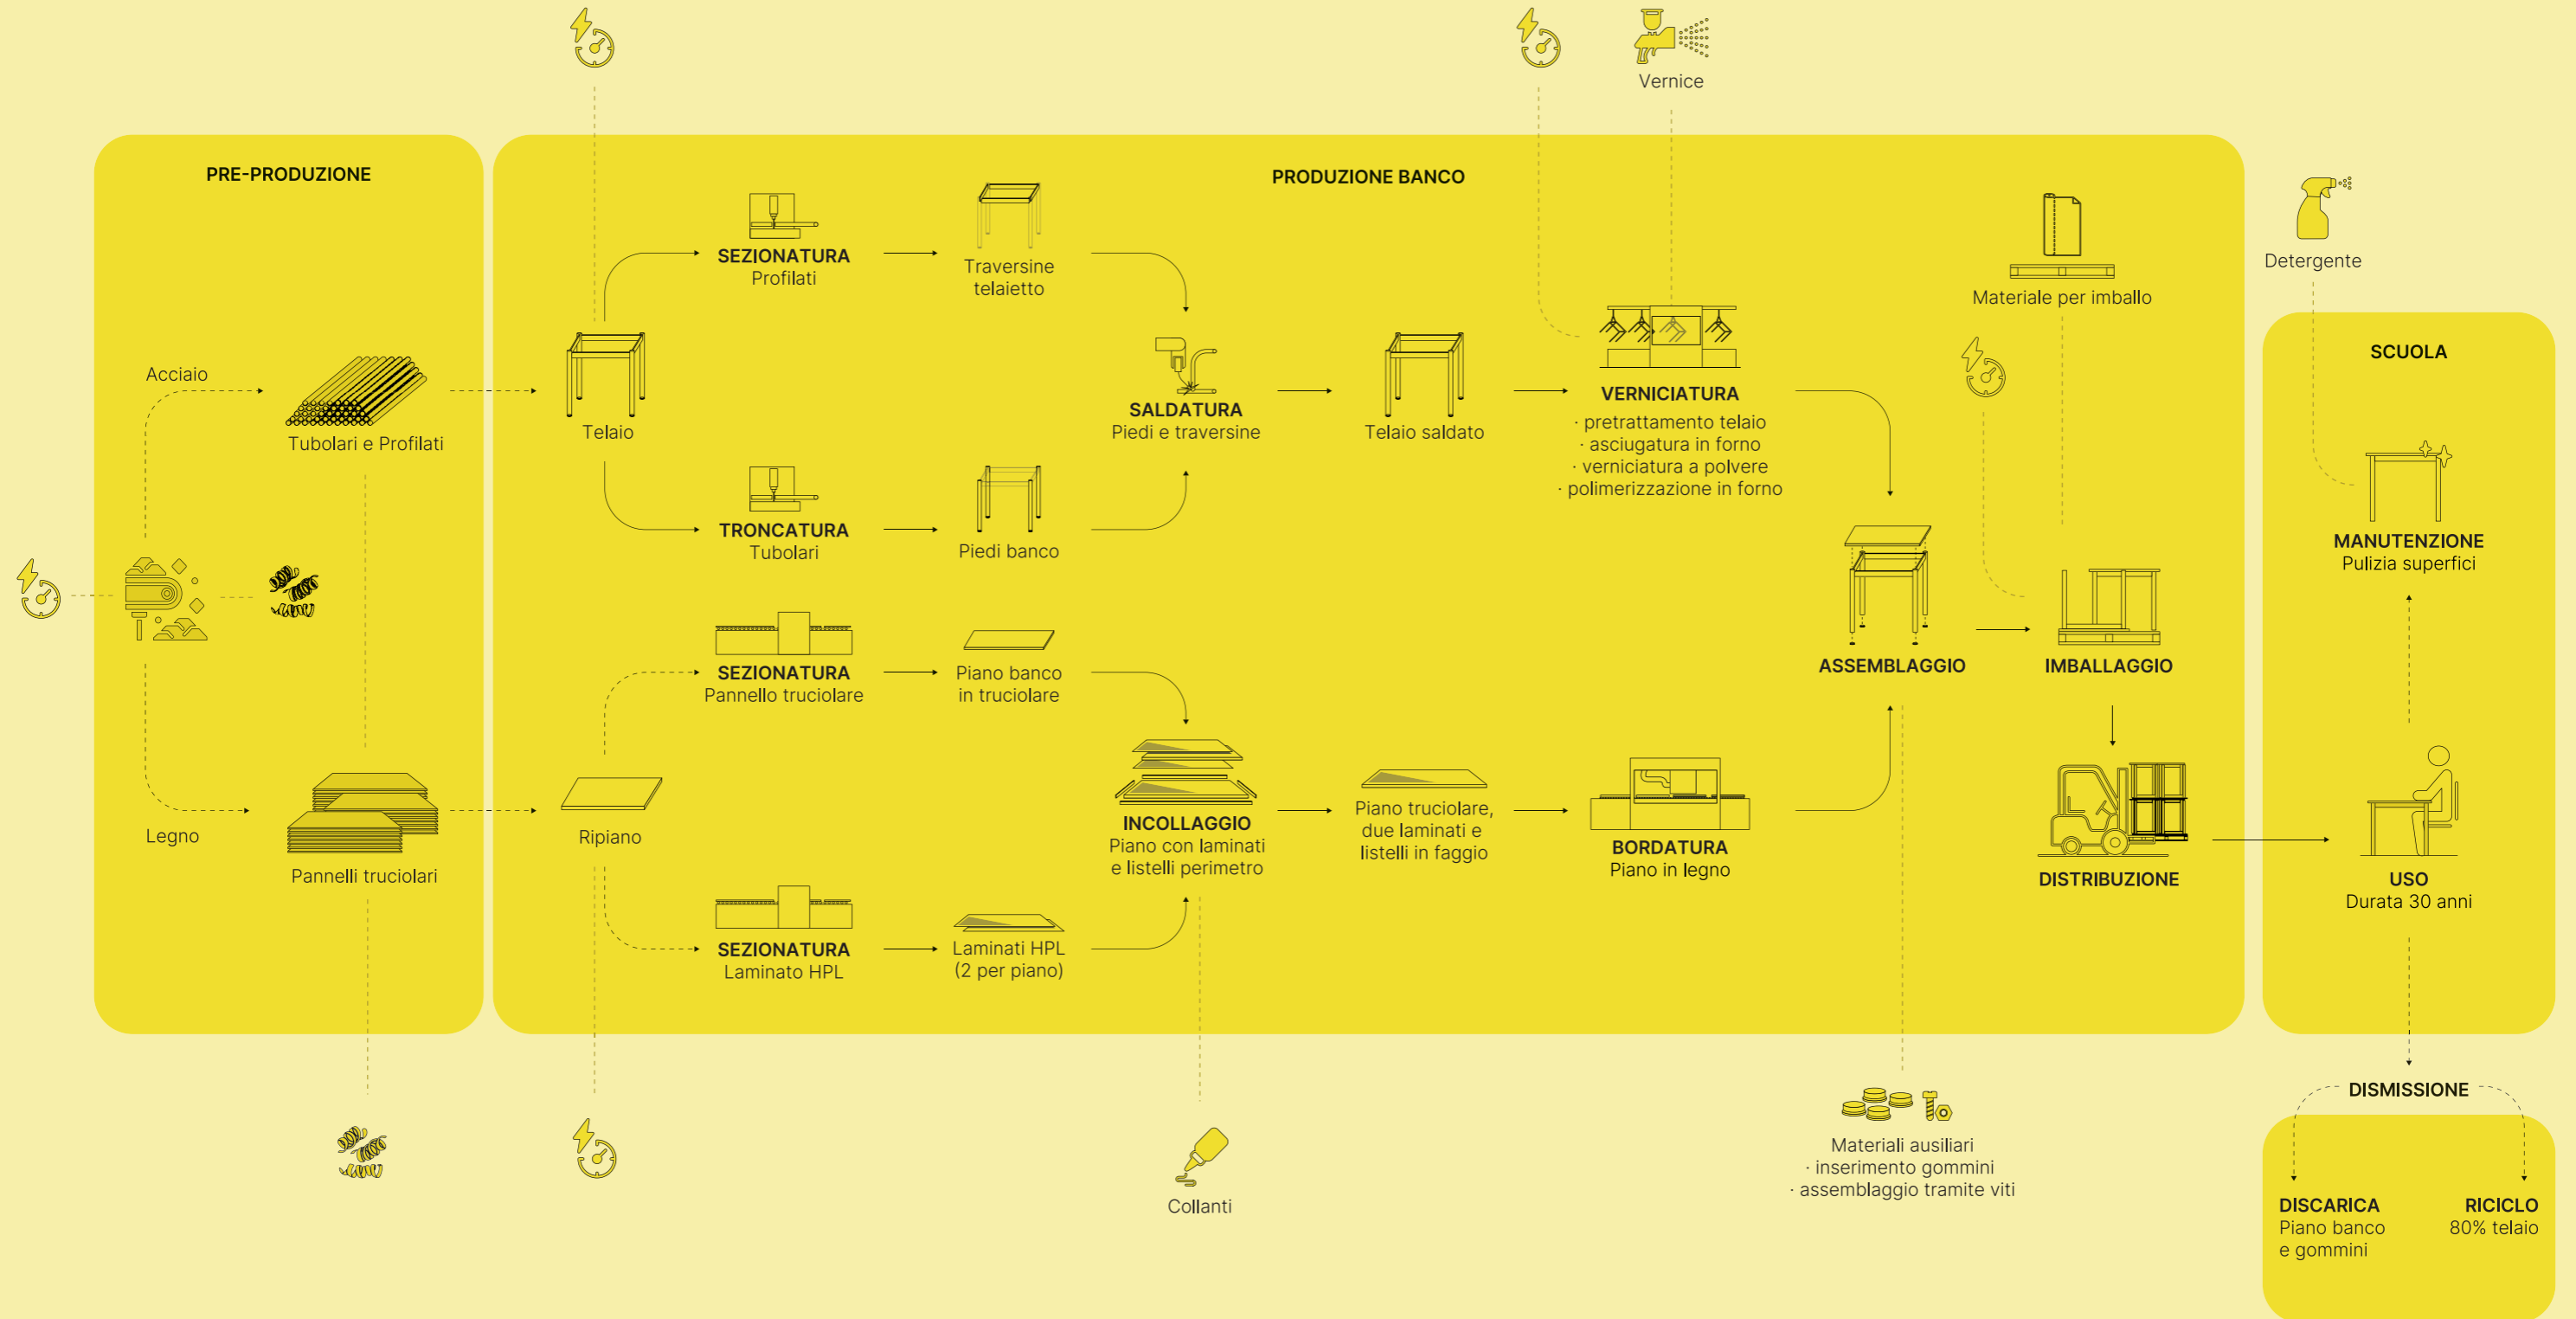 Vernice
PRE-PRODUZIONE
Acciaio
Tubolari e Profilati
Legno
Pannelli truciolari
PRODUZIONE BANCO
Telaio
SEZIONATURA
Profilati
Traversine
telaietto
TRONCATURA
Tubolari
Piedi banco
SALDATURA
Piedi e traversine
Telaio saldato
VERNICIATURA
· pretrattamento telaio
· asciugatura in forno
· verniciatura a polvere
· polimerizzazione in forno
Ripiano
SEZIONATURA
Pannello truciolare
Piano banco
in truciolare
SEZIONATURA
Laminato HPL
Laminati HPL
(2 per piano)
INCOLLAGGIO
Piano con laminati
e listelli perimetro
Piano truciolare,
due laminati e
listelli in faggio
BORDATURA
Piano in legno
ASSEMBLAGGIO
Materiale per imballo
IMBALLAGGIO
DISTRIBUZIONE
Collanti
Materiali ausiliari
· inserimento gommini
· assemblaggio tramite viti
Detergente
SCUOLA
MANUTENZIONE
Pulizia superfici
USO
Durata 30 anni
DISMISSIONE
DISCARICA
Piano banco
e gommini
RICICLO
80% telaio